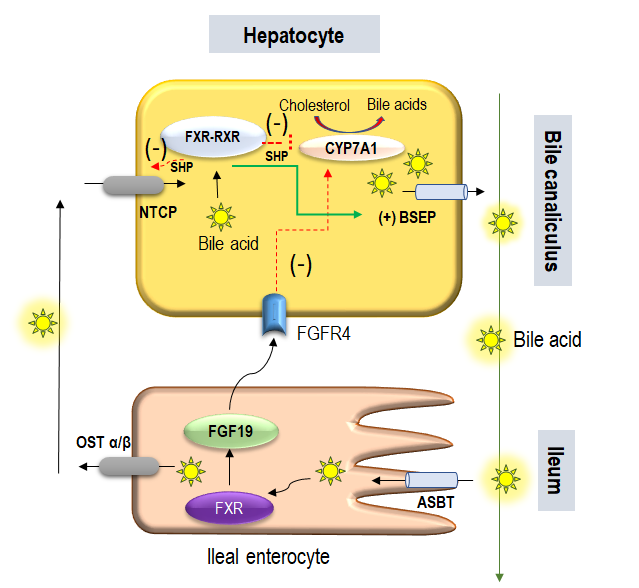 Hepatocyte
Cholesterol
Bile acids
(-)
FXR-RXR
CYP7A1
(-)
SHP
SHP
NTCP
Bile acid
(+) BSEP
(-)
FGFR4
Bile canaliculus
Bile acid
OST α/β
FGF19
FXR
ASBT
Ileum
Ileal enterocyte